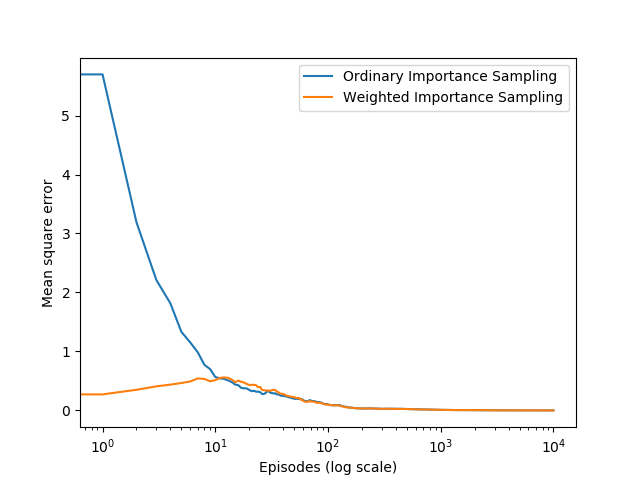 Ordinary Importance Sampling
Weighted Importance Sampling
Mean square error
5
4
3
2
1
0
10⁰ 10¹ 10² 10³ 10⁴
Episodes (log scale)